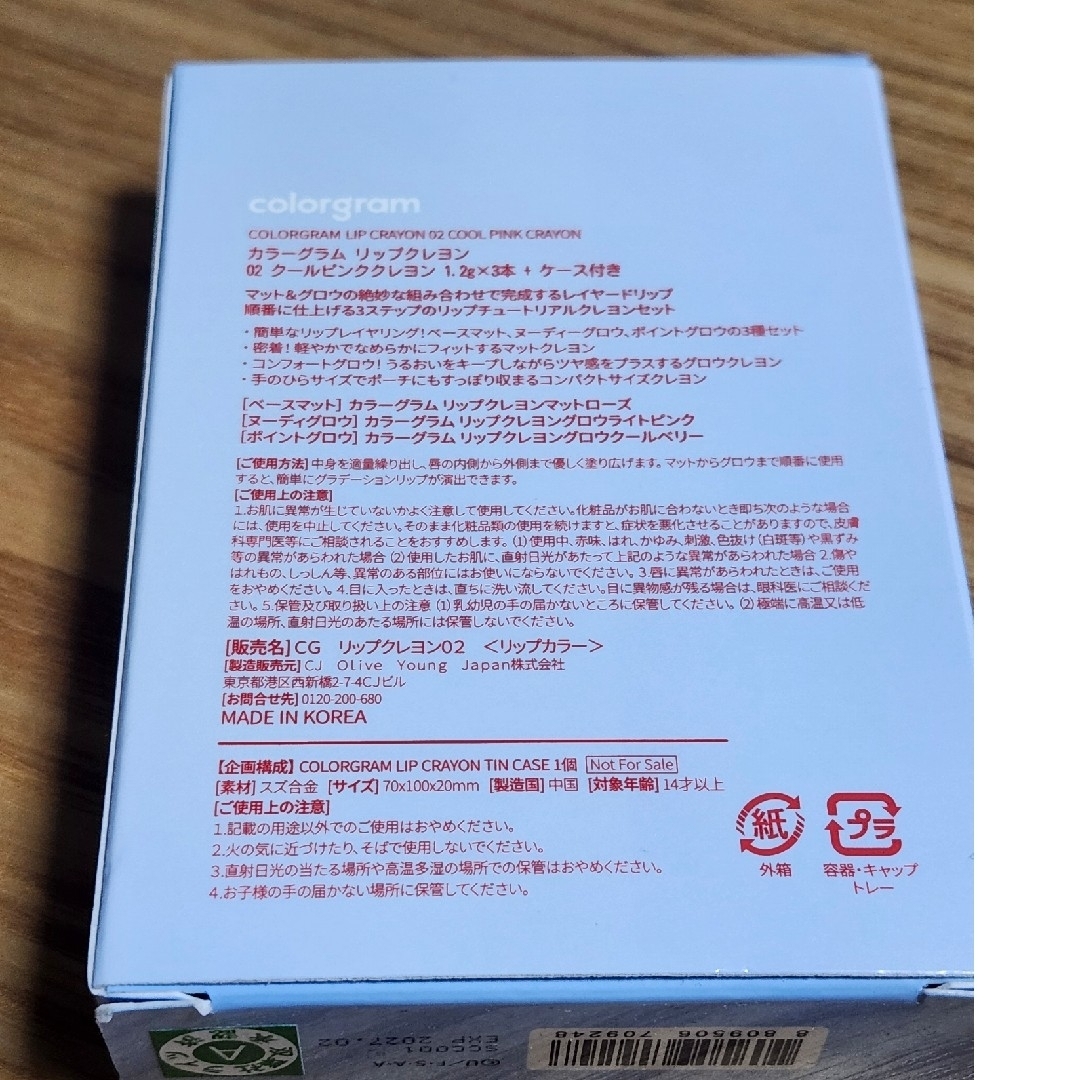 colorgram
COLORGRAM LIP CRAYON 02 COOL PINK CRAYON
カラーグラム リップクレヨン
02 クールピンククレヨン 1.2g×3本 + ケース付き
マット&グロウの絶妙な組み合わせで完成するレイヤードリップ
順番に仕上げる3ステップのリップチュートリアルクレヨンセット
・簡単なリップレイヤリング！ベースマット、ヌーディーグロウ、ポイントグロウの3種セット
・密着！軽やかでなめらかにフィットするマットクレヨン
・コンフォートグロウ！うるおいをキープしながらツヤ感をプラスするグロウクレヨン
・手のひらサイズでポーチにもすっぽり収まるコンパクトサイズクレヨン
[ベースマット] カラーグラム リップクレヨンマットローズ
[ヌーディグロウ] カラーグラム リップクレヨングロウライトピンク
[ポイントグロウ] カラーグラム リップクレヨングロウクールベリー
[ご使用方法] 中身を適量繰り出し、唇の内側から外側まで優しく塗り広げます。マットからグロウまで順番に使用
すると、簡単にグラデーションリップが演出できます。
[ご使用上の注意]
1.お肌に異常が生じていないかよく注意して使用してください。化粧品がお肌に合わないとき即ち次のような場合
には、使用を中止してください。そのまま化粧品類の使用を続けますと、症状を悪化させることがありますので、皮膚
科専門医等にご相談されることをおすすめします。(1)使用中、赤味、はれ、かゆみ、刺激、色抜け(白斑等)や黒ずみ
等の異常があらわれた場合 (2)使用したお肌に、直射日光があたって上記のような異常があらわれた場合 2.傷や
はれもの、しっしん等、異常のある部位にはお使いにならないでください。3.唇に異常があらわれたときは、ご使用
をおやめください。4.目に入ったときは、直ちに洗い流してください。目に異物感が残る場合は、眼科医にご相談くだ
さい。5.保管及び取り扱い上の注意 (1)乳幼児の手の届かないところに保管してください。(2)極端に高温又は低
温の場所、直射日光のあたる場所には保管しないでください。
[販売名] CG リップクレヨン02 <リップカラー>
[製造販売元] CJ Olive Young Japan株式会社
東京都港区西新橋2-7-4CJビル
[お問合せ先] 0120-200-680
MADE IN KOREA
【企画構成】COLORGRAM LIP CRAYON TIN CASE 1個 Not For Sale
[素材] スズ合金 [サイズ] 70x100x20mm [製造国] 中国 [対象年齢] 14才以上
[ご使用上の注意]
1.記載の用途以外でのご使用はおやめください。
2.火の気に近づけたり、そばで使用しないでください。
3.直射日光の当たる場所や高温多湿の場所での保管はおやめください。
4.お子様の手の届かない場所に保管してください。
紙
外箱
プラ
容器・キャップ
トレー
EXP 2027.02
8 809506 709248